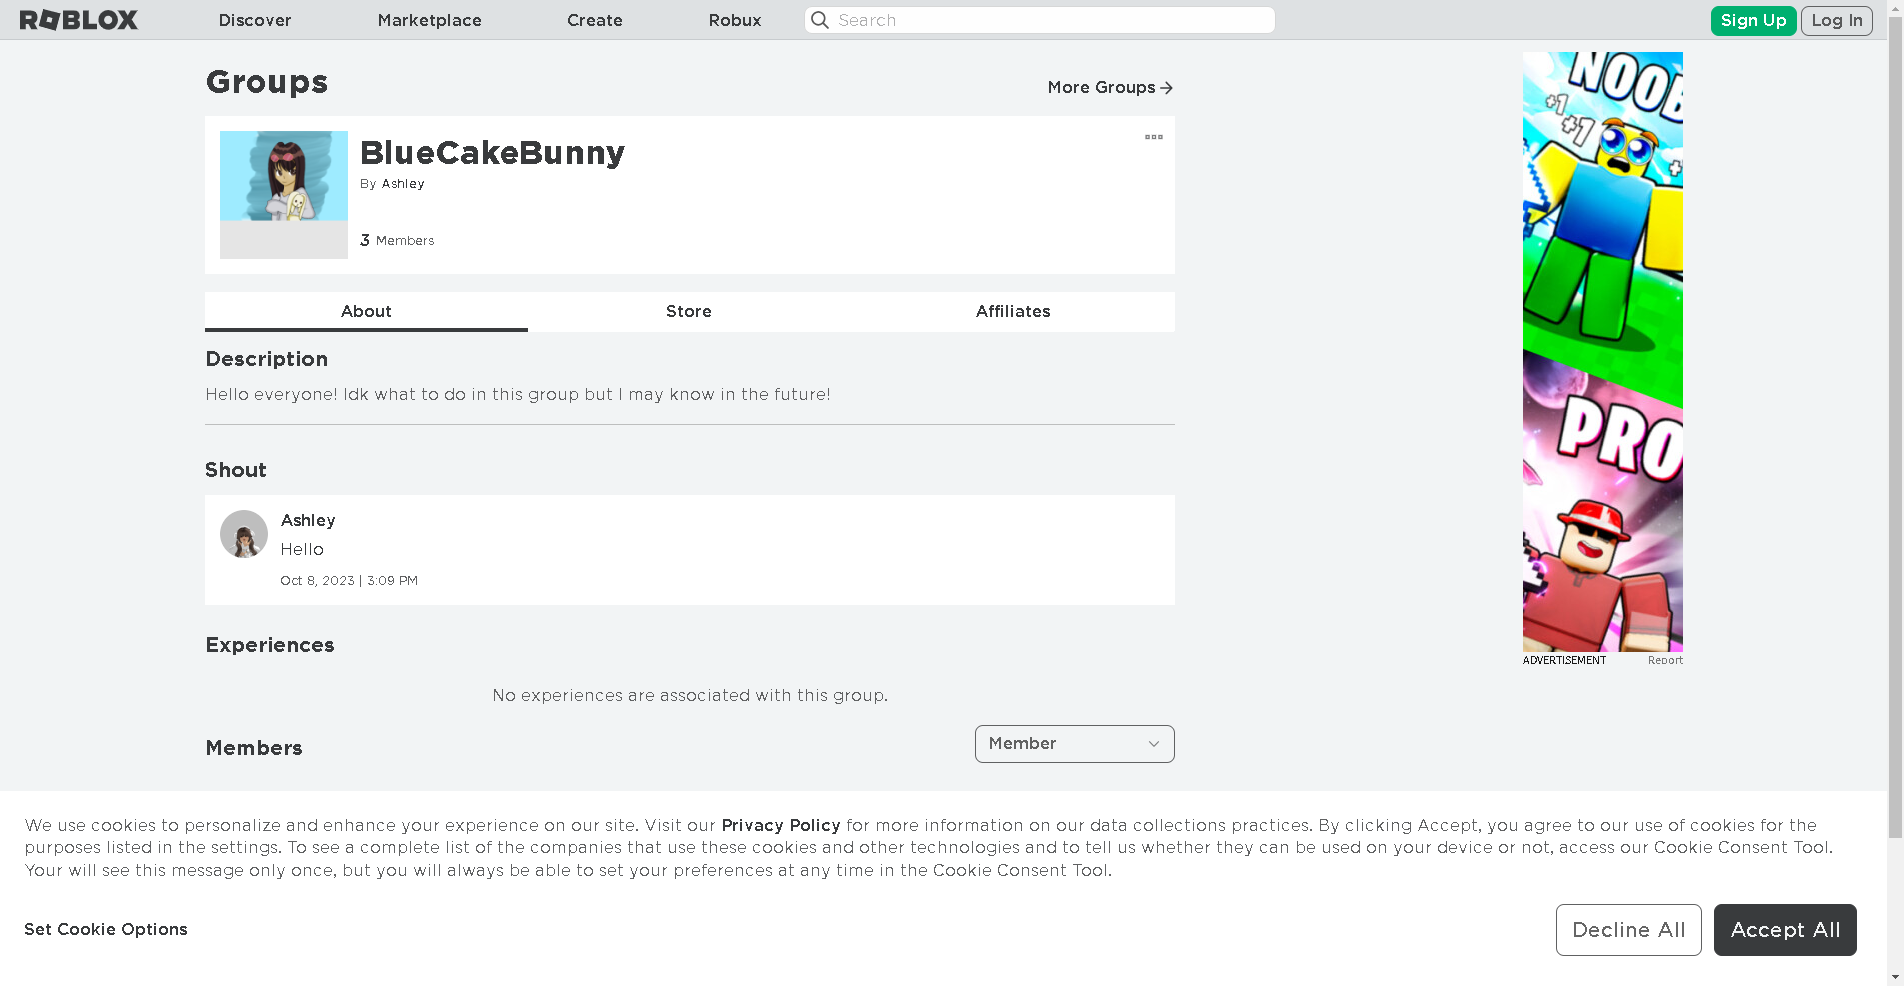 ROBLOX
Discover
Marketplace
Create
Robux
Search
Sign Up
Log In
Groups
More Groups
BlueCakeBunny
By Ashley
3 Members
About
Store
Affiliates
Description
Hello everyone! Idk what to do in this group but I may know in the future!
Shout
Ashley
Hello
Oct 8, 2023 | 3:09 PM
Experiences
No experiences are associated with this group.
Members
Member
NOOB
+1
+1
+
PRO
ADVERTISEMENT
Report
We use cookies to personalize and enhance your experience on our site. Visit our Privacy Policy for more information on our data collections practices. By clicking Accept, you agree to our use of cookies for the
purposes listed in the settings. To see a complete list of the companies that use these cookies and other technologies and to tell us whether they can be used on your device or not, access our Cookie Consent Tool.
Your will see this message only once, but you will always be able to set your preferences at any time in the Cookie Consent Tool.
Set Cookie Options
Decline All
Accept All